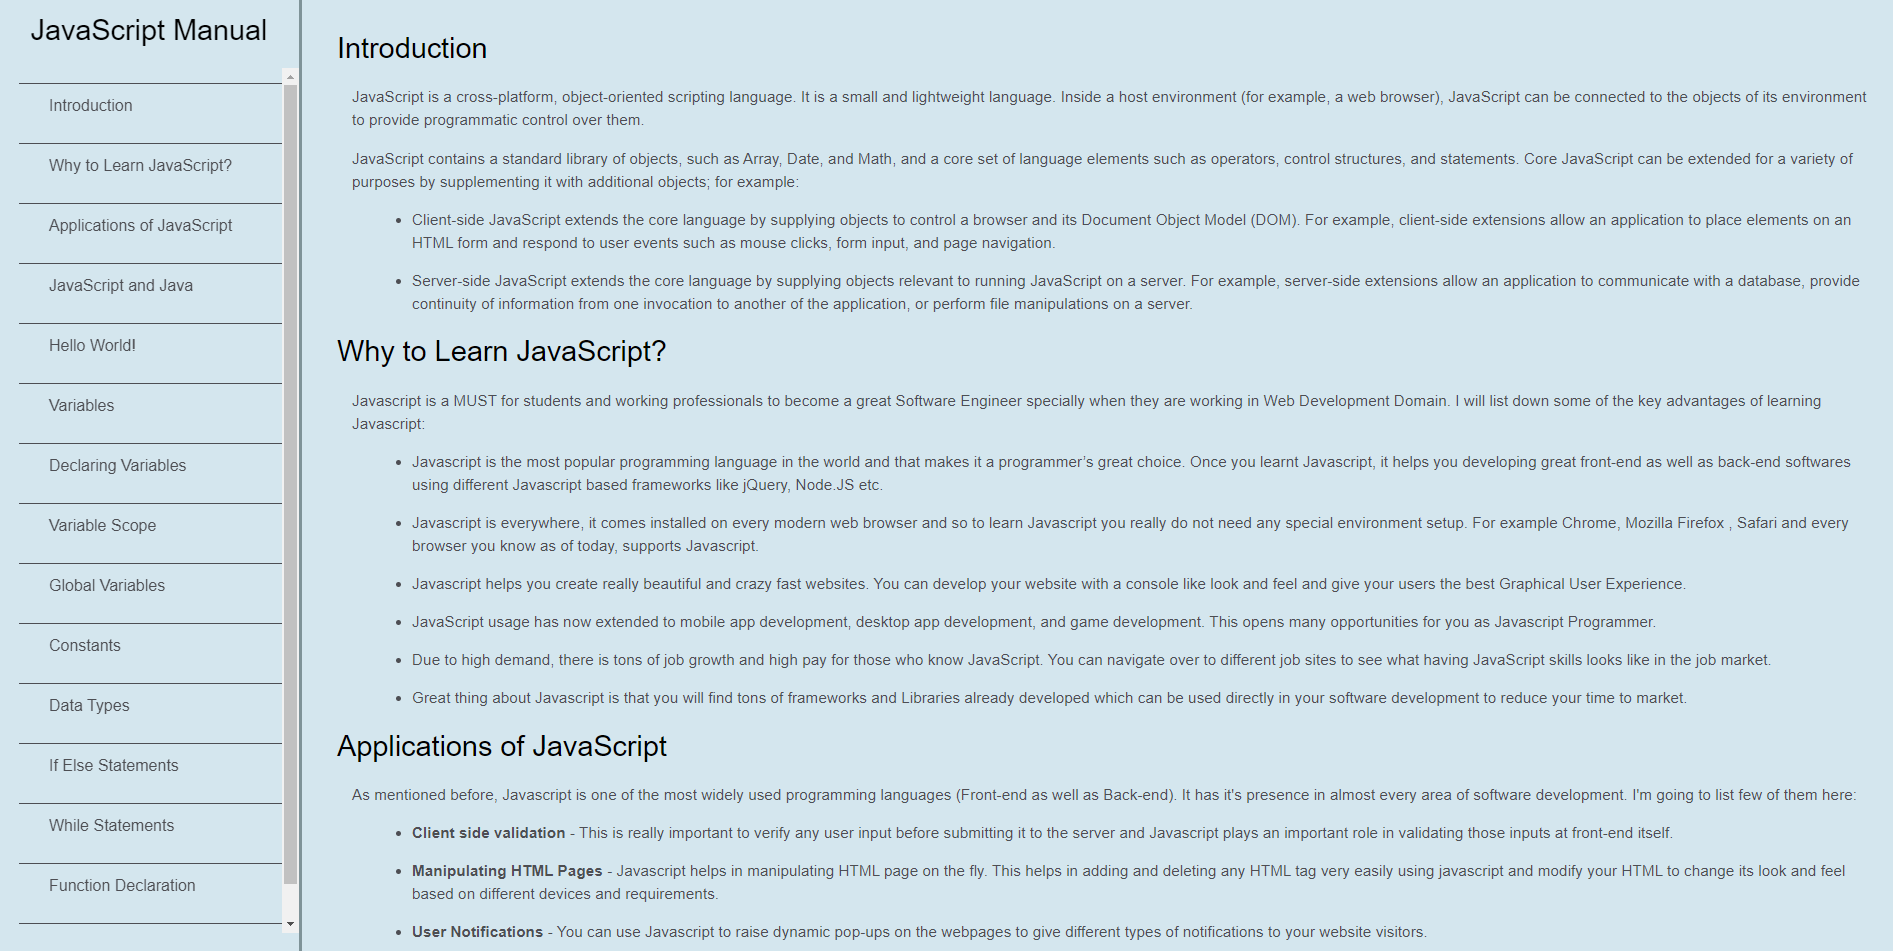 JavaScript Manual
Introduction
Why to Learn JavaScript?
Applications of JavaScript
JavaScript and Java
Hello World!
Variables
Declaring Variables
Variable Scope
Global Variables
Constants
Data Types
If Else Statements
While Statements
Function Declaration
Introduction
JavaScript is a cross-platform, object-oriented scripting language. It is a small and lightweight language. Inside a host environment (for example, a web browser), JavaScript can be connected to the objects of its environment
to provide programmatic control over them.
JavaScript contains a standard library of objects, such as Array, Date, and Math, and a core set of language elements such as operators, control structures, and statements. Core JavaScript can be extended for a variety of
purposes by supplementing it with additional objects; for example:
• Client-side JavaScript extends the core language by supplying objects to control a browser and its Document Object Model (DOM). For example, client-side extensions allow an application to place elements on an
HTML form and respond to user events such as mouse clicks, form input, and page navigation.
• Server-side JavaScript extends the core language by supplying objects relevant to running JavaScript on a server. For example, server-side extensions allow an application to communicate with a database, provide
continuity of information from one invocation to another of the application, or perform file manipulations on a server.
Why to Learn JavaScript?
Javascript is a MUST for students and working professionals to become a great Software Engineer specially when they are working in Web Development Domain. I will list down some of the key advantages of learning
Javascript:
• Javascript is the most popular programming language in the world and that makes it a programmer’s great choice. Once you learnt Javascript, it helps you developing great front-end as well as back-end softwares
using different Javascript based frameworks like jQuery, Node.JS etc.
• Javascript is everywhere, it comes installed on every modern web browser and so to learn Javascript you really do not need any special environment setup. For example Chrome, Mozilla Firefox , Safari and every
browser you know as of today, supports Javascript.
• Javascript helps you create really beautiful and crazy fast websites. You can develop your website with a console like look and feel and give your users the best Graphical User Experience.
• JavaScript usage has now extended to mobile app development, desktop app development, and game development. This opens many opportunities for you as Javascript Programmer.
• Due to high demand, there is tons of job growth and high pay for those who know JavaScript. You can navigate over to different job sites to see what having JavaScript skills looks like in the job market.
• Great thing about Javascript is that you will find tons of frameworks and Libraries already developed which can be used directly in your software development to reduce your time to market.
Applications of JavaScript
As mentioned before, Javascript is one of the most widely used programming languages (Front-end as well as Back-end). It has it's presence in almost every area of software development. I'm going to list few of them here:
• Client side validation - This is really important to verify any user input before submitting it to the server and Javascript plays an important role in validating those inputs at front-end itself.
• Manipulating HTML Pages - Javascript helps in manipulating HTML page on the fly. This helps in adding and deleting any HTML tag very easily using javascript and modify your HTML to change its look and feel
based on different devices and requirements.
• User Notifications - You can use Javascript to raise dynamic pop-ups on the webpages to give different types of notifications to your website visitors.